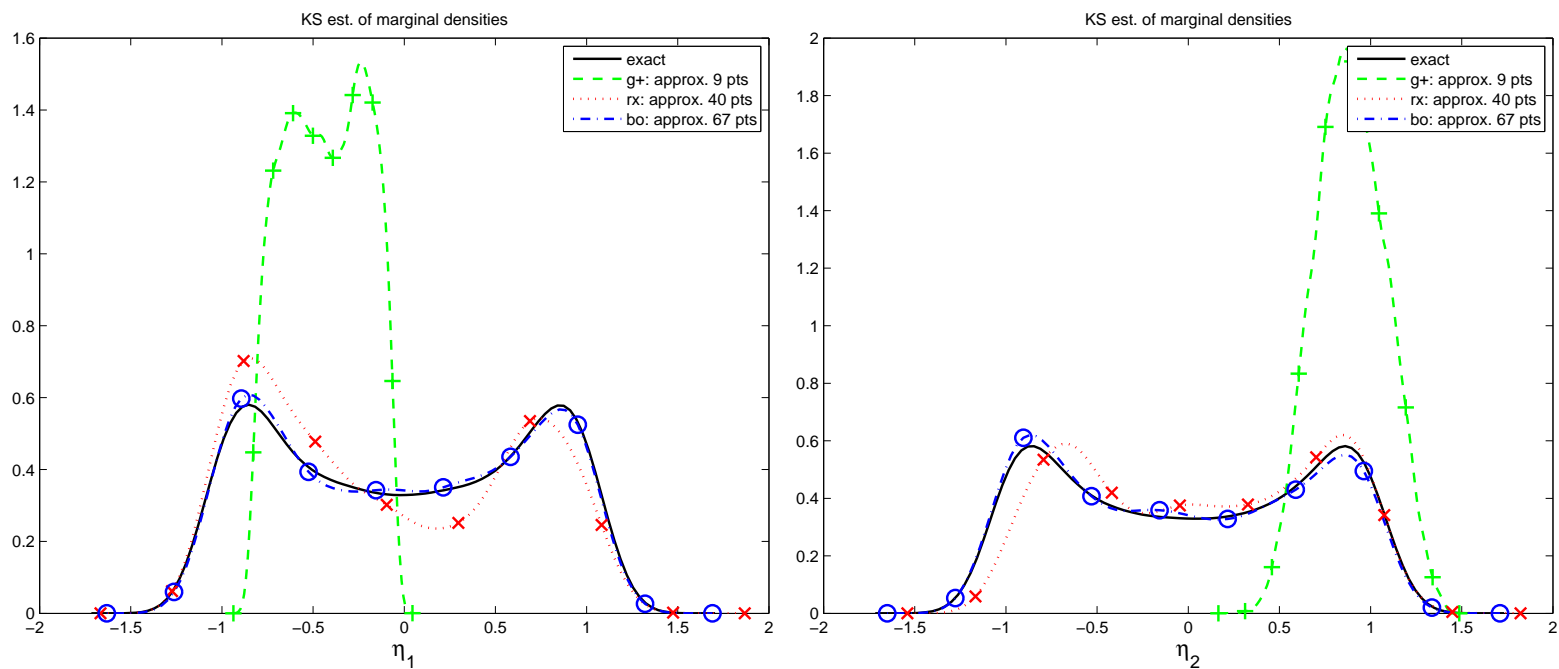 KS est. of marginal densities
1.6
1.4
1.2
1
0.8
0.6
0.4
0.2
0
exact
g+: approx. 9 pts
rx: approx. 40 pts
bo: approx. 67 pts
−2 −1.5 −1 −0.5 0 0.5 1 1.5 2
η1
KS est. of marginal densities
2
1.8
1.6
1.4
1.2
1
0.8
0.6
0.4
0.2
0
exact
g+: approx. 9 pts
rx: approx. 40 pts
bo: approx. 67 pts
−2 −1.5 −1 −0.5 0 0.5 1 1.5 2
η2